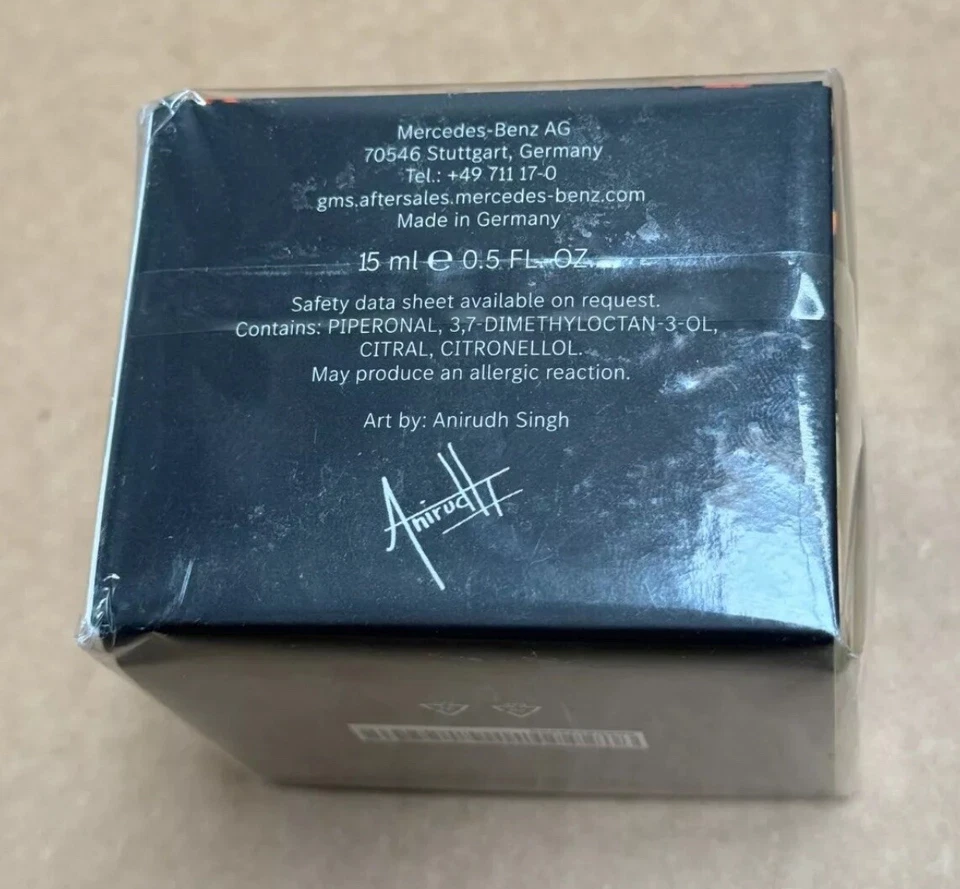 Mercedes-Benz AG
70546 Stuttgart, Germany
Tel.: +49 711 17-0
gms.aftersales.mercedes-benz.com
Made in Germany
15 ml ℮ 0.5 FL. OZ.
Safety data sheet available on request.
Contains: PIPERONAL, 3,7-DIMETHYLOCTAN-3-OL,
CITRAL, CITRONELLOL.
May produce an allergic reaction.
Art by: Anirudh Singh
Anirudh